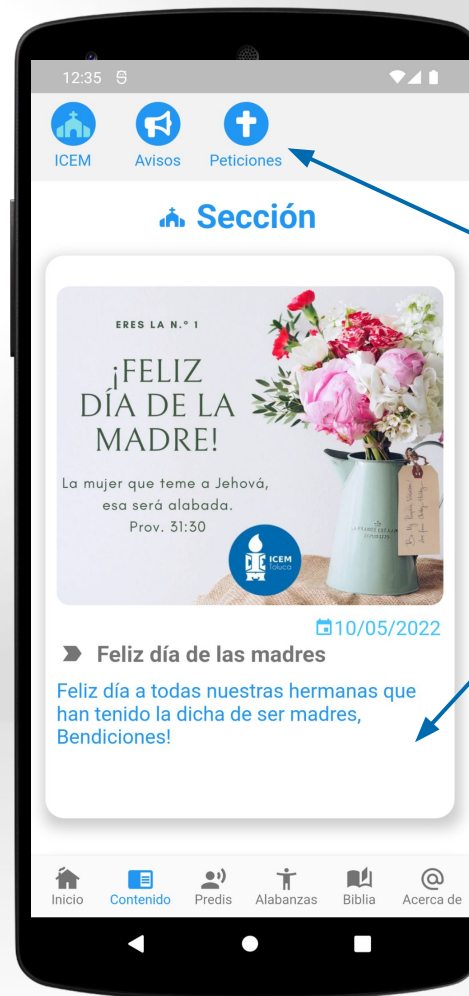 12:35
ICEM
Avisos
Peticiones
Sección
ERES LA N.º 1
¡FELIZ
DÍA DE LA
MADRE!
La mujer que teme a Jehová,
esa será alabada.
Prov. 31:30
ICEM
Toluca
10/05/2022
Feliz día de las madres
Feliz día a todas nuestras hermanas que
han tenido la dicha de ser madres,
Bendiciones!
Inicio
Contenido
Predis
Alabanzas
Biblia
Acerca de